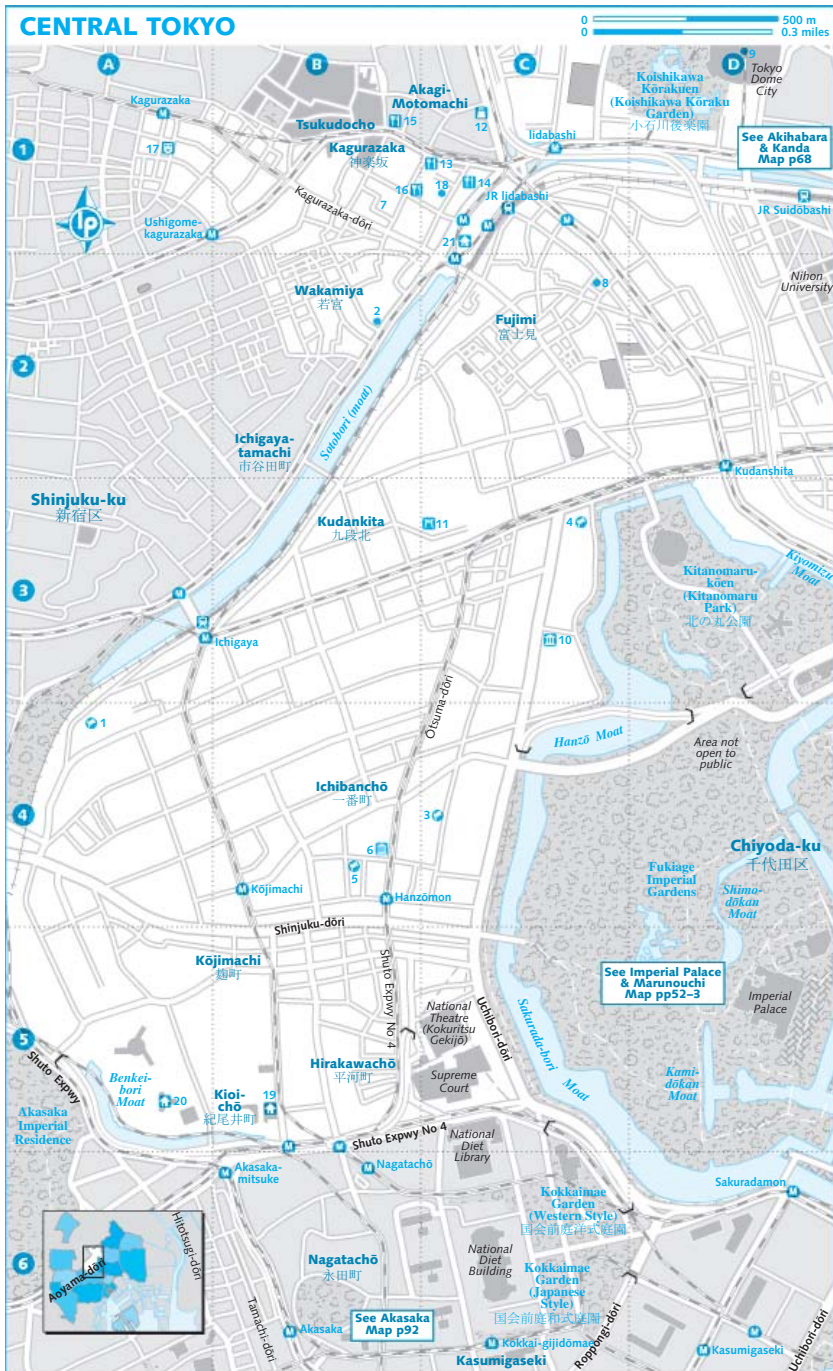 CENTRAL TOKYO
0 500 m
0 0.3 miles
A
B
C
D
9
Tokyo
Dome
City
Koishikawa
Kōrakuen
(Koishikawa Kōraku
Garden)
小石川後楽園
Akagi-
Motomachi
Kagurazaka
M
Tsukudocho
15
12
Iidabashi
M
See Akihabara
& Kanda
Map p68
1
17
Kagurazaka
神楽坂
13
14
16
18
7
Kagurazaka-dōri
JR Iidabashi
JR Suidōbashi
lp
Ushigome-
kagurazaka
M
M
M
M
21
M
8
Nihon
University
Wakamiya
若宮
2
Fujimi
富士見
2
Sotobori (moat)
Ichigaya-
tamachi
市谷田町
M
Kudanshita
Shinjuku-ku
新宿区
Kudankita
九段北
11
4
Kiyomizu
Moat
Kitanomaru-
kōen
(Kitanomaru
Park)
北の丸公園
3
M
M
Ichigaya
10
Ōtsuma-dōri
1
Hanzō Moat
Area not
open to
public
Ichibanchō
一番町
4
3
Chiyoda-ku
千代田区
6
5
Fukiage
Imperial
Gardens
Shimo-
dōkan
Moat
M
Kōjimachi
M
Hanzōmon
Shinjuku-dōri
Kōjimachi
麹町
Shuto Expwy No 4
See Imperial Palace
& Marunouchi
Map pp52–3
National
Theatre
(Kokuritsu
Gekijō)
Uchibori-dōri
Sakurada-bori Moat
Imperial
Palace
5
Shuto Expwy
Hirakawachō
平河町
Supreme
Court
Kami-
dōkan
Moat
Benkei-
bori
Moat
20
Kioi-
chō
紀尾井町
19
Akasaka
Imperial
Residence
Shuto Expwy No 4
National
Diet
Library
M
M
M
Akasaka-
mitsuke
M
Nagatachō
Sakuradamon
M
Kokkaimae
Garden
(Western Style)
国会前庭洋式庭園
Hitotsugi-dōri
Aoyama-dōri
6
Nagatachō
永田町
National
Diet
Building
Kokkaimae
Garden
(Japanese
Style)
国会前庭和式庭園
Tamachi-dōri
See Akasaka
Map p92
M
Akasaka
M
Kokkai-gijidōmae
Kasumigaseki
Roppongi-dōri
M
M
Kasumigaseki
Uchibori-dōri